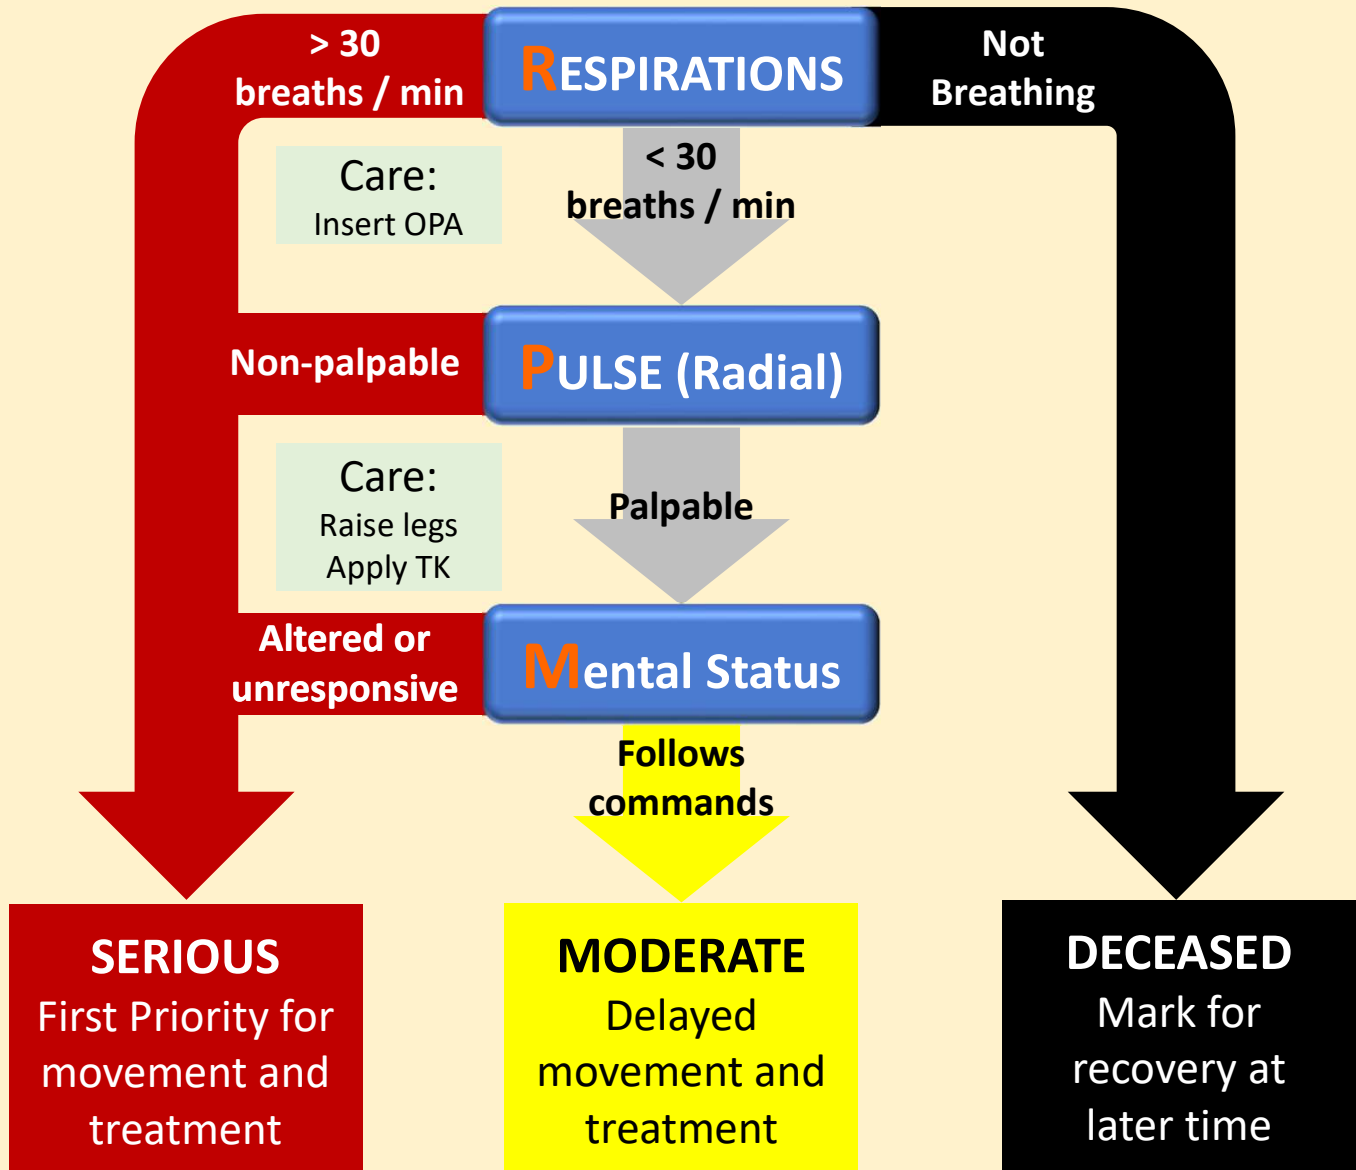 > 30
breaths / min
RESPIRATIONS
Not
Breathing
Care:
Insert OPA
< 30
breaths / min
Non-palpable
PULSE (Radial)
Care:
Raise legs
Apply TK
Palpable
Altered or
unresponsive
Mental Status
Follows
commands
SERIOUS
First Priority for
movement and
treatment
MODERATE
Delayed
movement and
treatment
DECEASED
Mark for
recovery at
later time